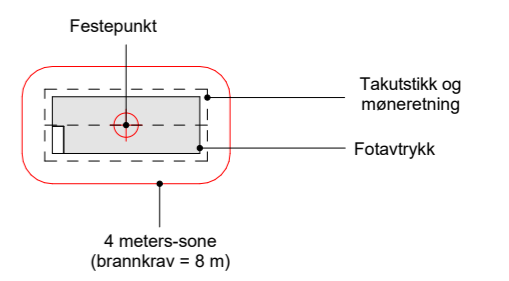 Festepunkt
Takutstikk og
møneretning
Fotavtrykk
4 meters-sone
(brannkrav = 8 m)